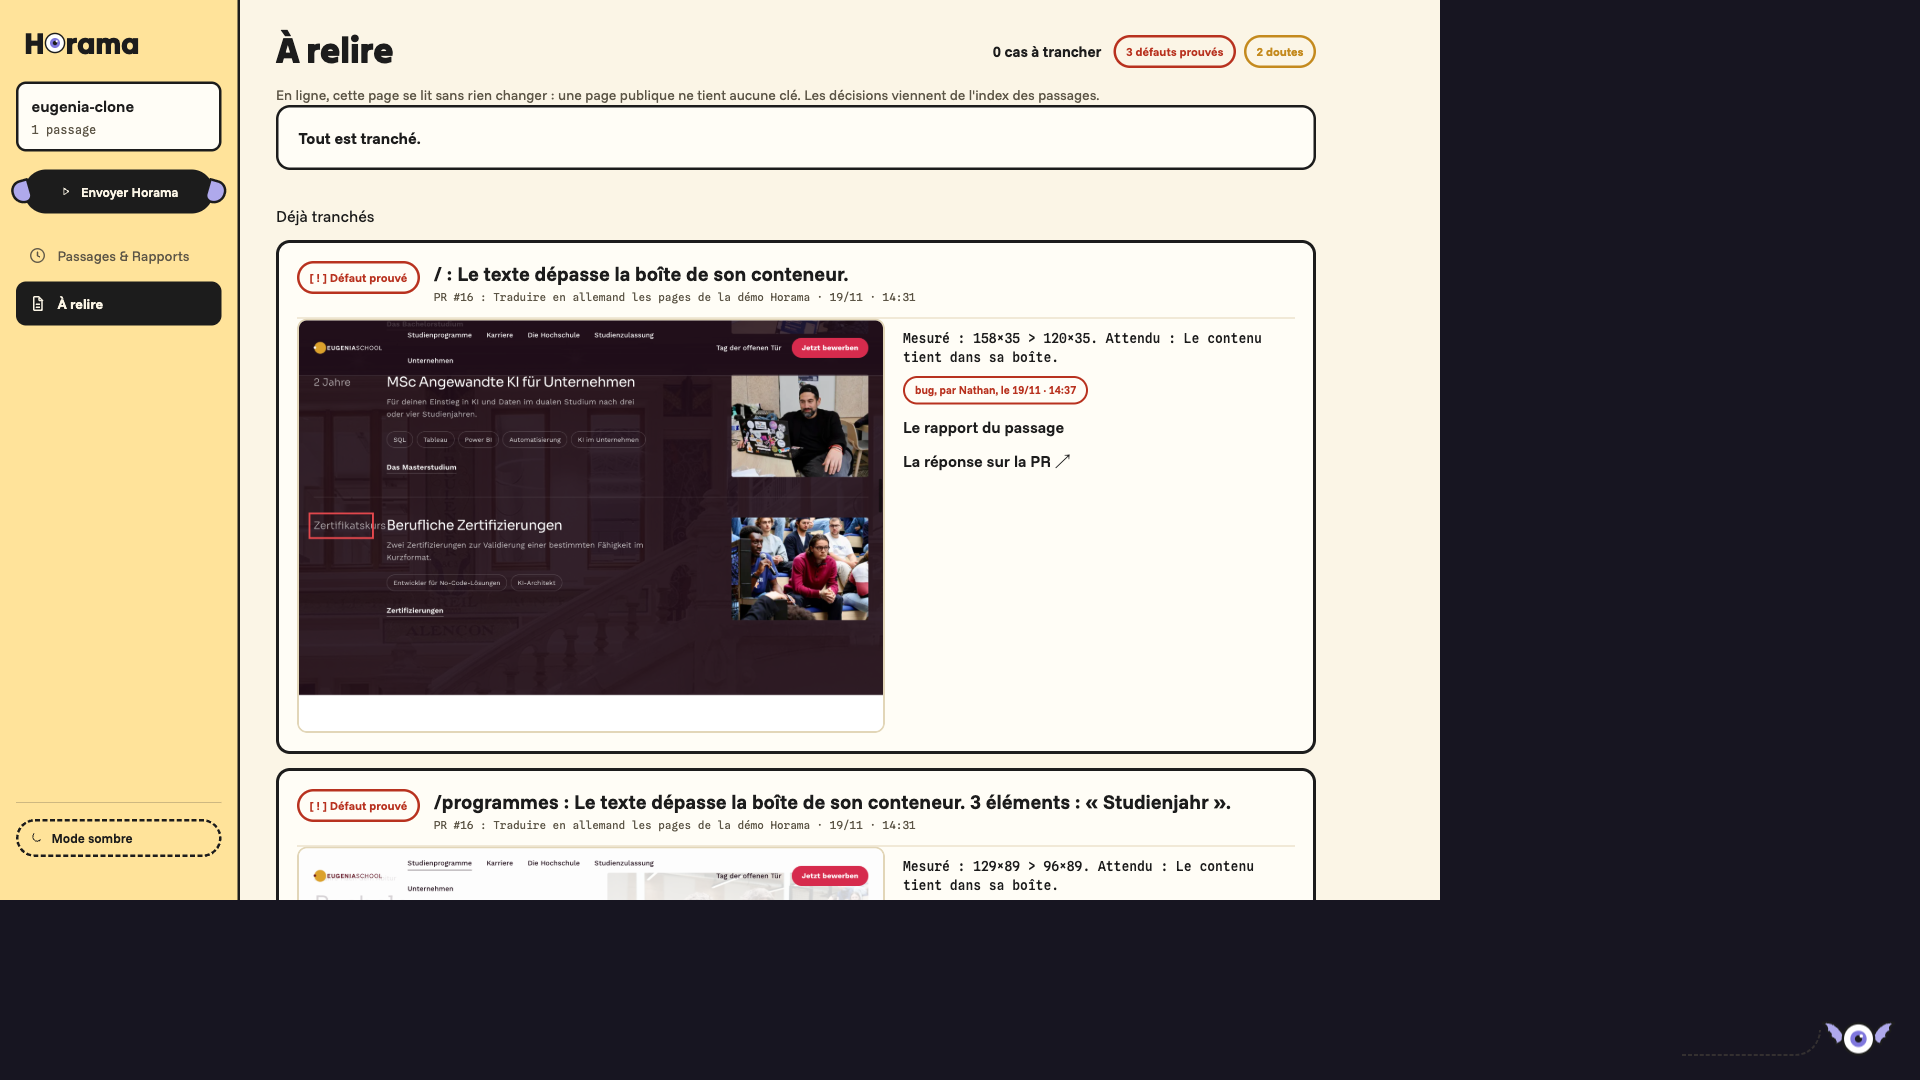 Horama
eugenia-clone
1 passage
Envoyer Horama
Passages & Rapports
À relire
Mode sombre
À relire
0 cas à trancher
3 défauts prouvés
2 doutes
En ligne, cette page se lit sans rien changer : une page publique ne tient aucune clé. Les décisions viennent de l'index des passages.
Tout est tranché.
Déjà tranchés
[ ! ] Défaut prouvé
/ : Le texte dépasse la boîte de son conteneur.
PR #16 : Traduire en allemand les pages de la démo Horama · 19/11 · 14:31
Das Bachelorstudium
Studienprogramme Karriere Die Hochschule Studienzulassung
EUGENIASCHOOL
Tag der offenen Tür Jetzt bewerben
Unternehmen
2 Jahre
MSc Angewandte KI für Unternehmen
Für deinen Einstieg in KI und Daten im dualen Studium nach drei
oder vier Studienjahren.
SQL Tableau Power BI Automatisierung KI im Unternehmen
Das Masterstudium
Zertifikatskurs
Berufliche Zertifizierungen
Zwei Zertifizierungen zur Validierung einer bestimmten Fähigkeit im
Kurzformat.
Entwickler für No-Code-Lösungen KI-Architekt
Zertifizierungen
ALENCON
Mesuré : 158×35 > 120×35. Attendu : Le contenu
tient dans sa boîte.
bug, par Nathan, le 19/11 · 14:37
Le rapport du passage
La réponse sur la PR
[ ! ] Défaut prouvé
/programmes : Le texte dépasse la boîte de son conteneur. 3 éléments : « Studienjahr ».
PR #16 : Traduire en allemand les pages de la démo Horama · 19/11 · 14:31
Studienprogramme Karriere Die Hochschule Studienzulassung
EUGENIASCHOOL
Tag der offenen Tür Jetzt bewerben
Unternehmen
Mesuré : 129×89 > 96×89. Attendu : Le contenu
tient dans sa boîte.